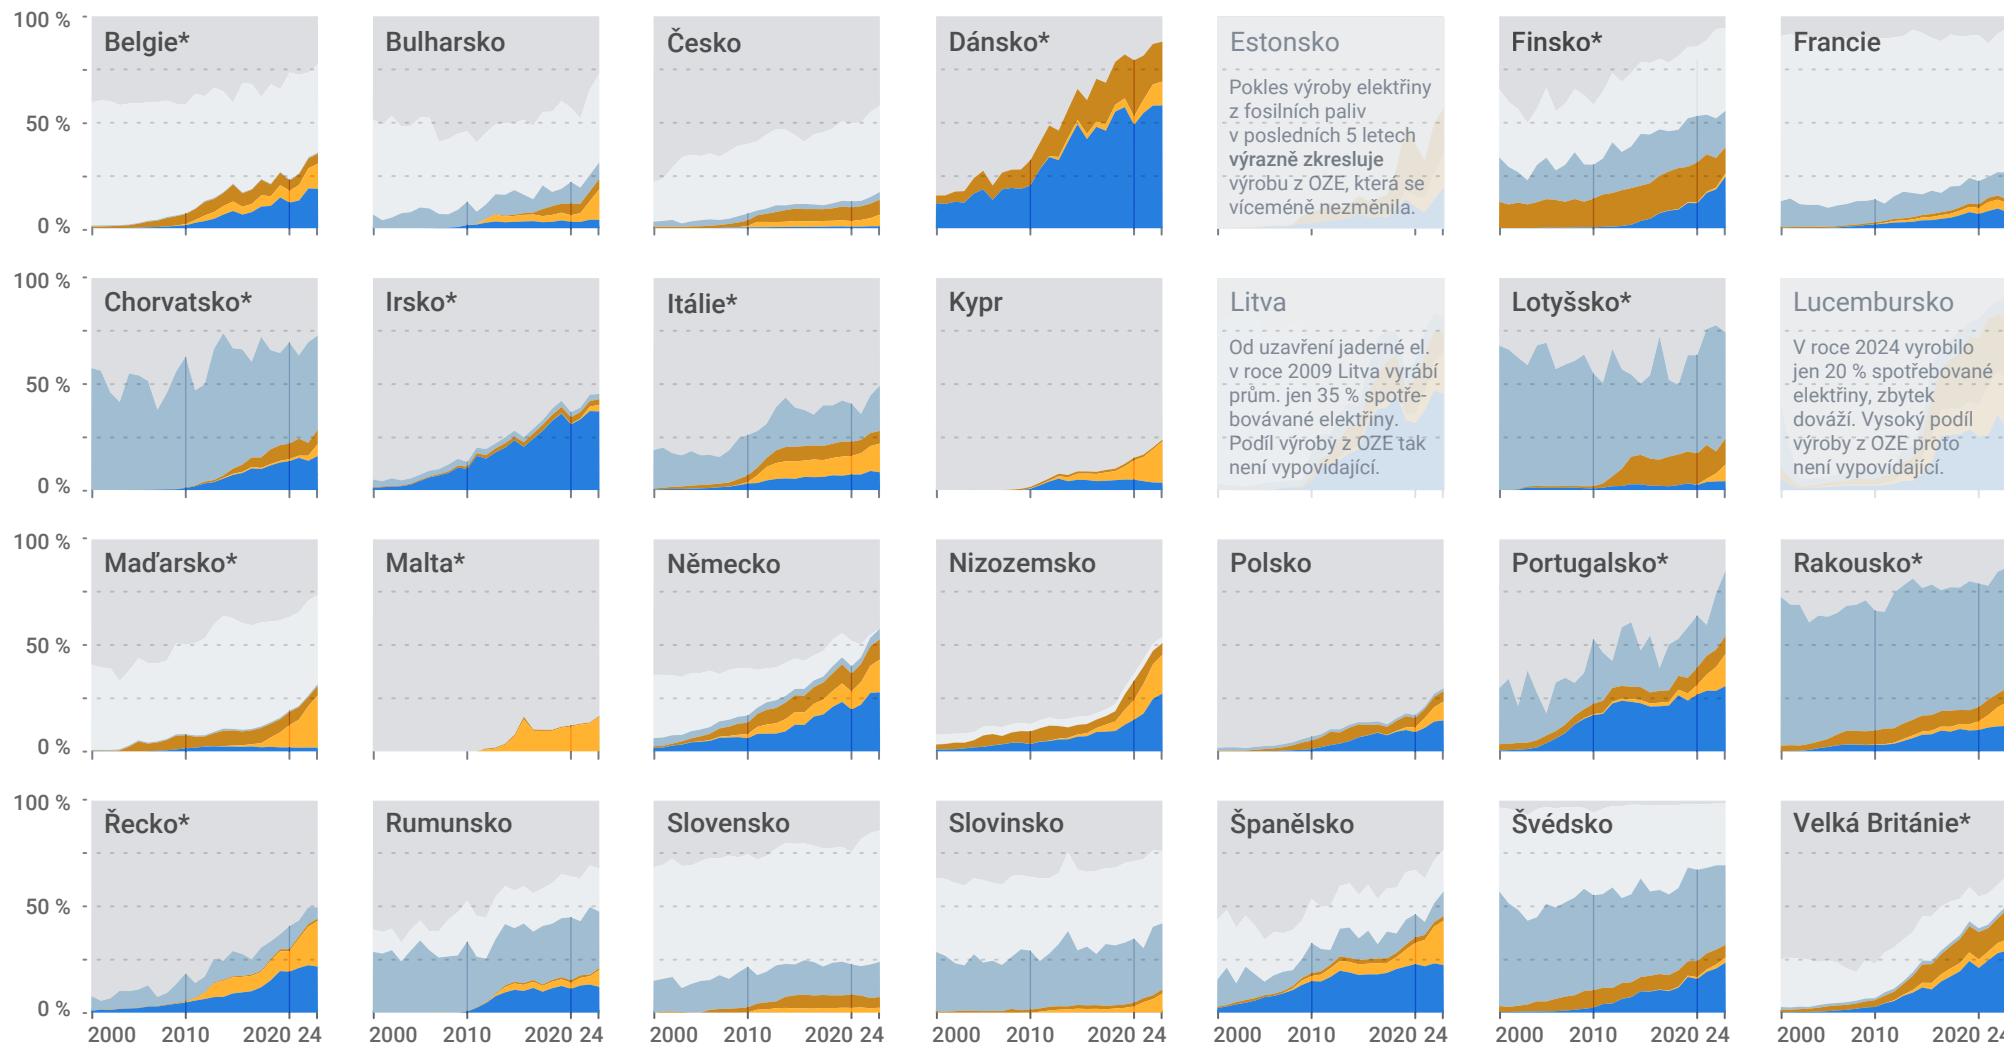 100 %
50 %
0 %
Belgie*
Bulharsko
Česko
Dánsko*
Estonsko
Pokles výroby elektřiny
z fosilních paliv
v posledních 5 letech
výrazně zkresluje
výrobu z OZE, která se
víceméně nezměnila.
Finsko*
Francie
100 %
50 %
0 %
Chorvatsko*
Irsko*
Itálie*
Kypr
Litva
Od uzavření jaderné el.
v roce 2009 Litva vyrábí
prům. jen 35 % spotře-
bovávané elektřiny.
Podíl výroby z OZE tak
není vypovídající.
Lotyšsko*
Lucembursko
V roce 2024 vyrobilo
jen 20 % spotřebované
elektřiny, zbytek
dováží. Vysoký podíl
výroby z OZE proto
není vypovídající.
100 %
50 %
0 %
Maďarsko*
Malta*
Německo
Nizozemsko
Polsko
Portugalsko*
Rakousko*
100 %
50 %
0 %
Řecko*
Rumunsko
Slovensko
Slovinsko
Španělsko
Švédsko
Velká Británie*
2000 2010 2020 24
2000 2010 2020 24
2000 2010 2020 24
2000 2010 2020 24
2000 2010 2020 24
2000 2010 2020 24
2000 2010 2020 24